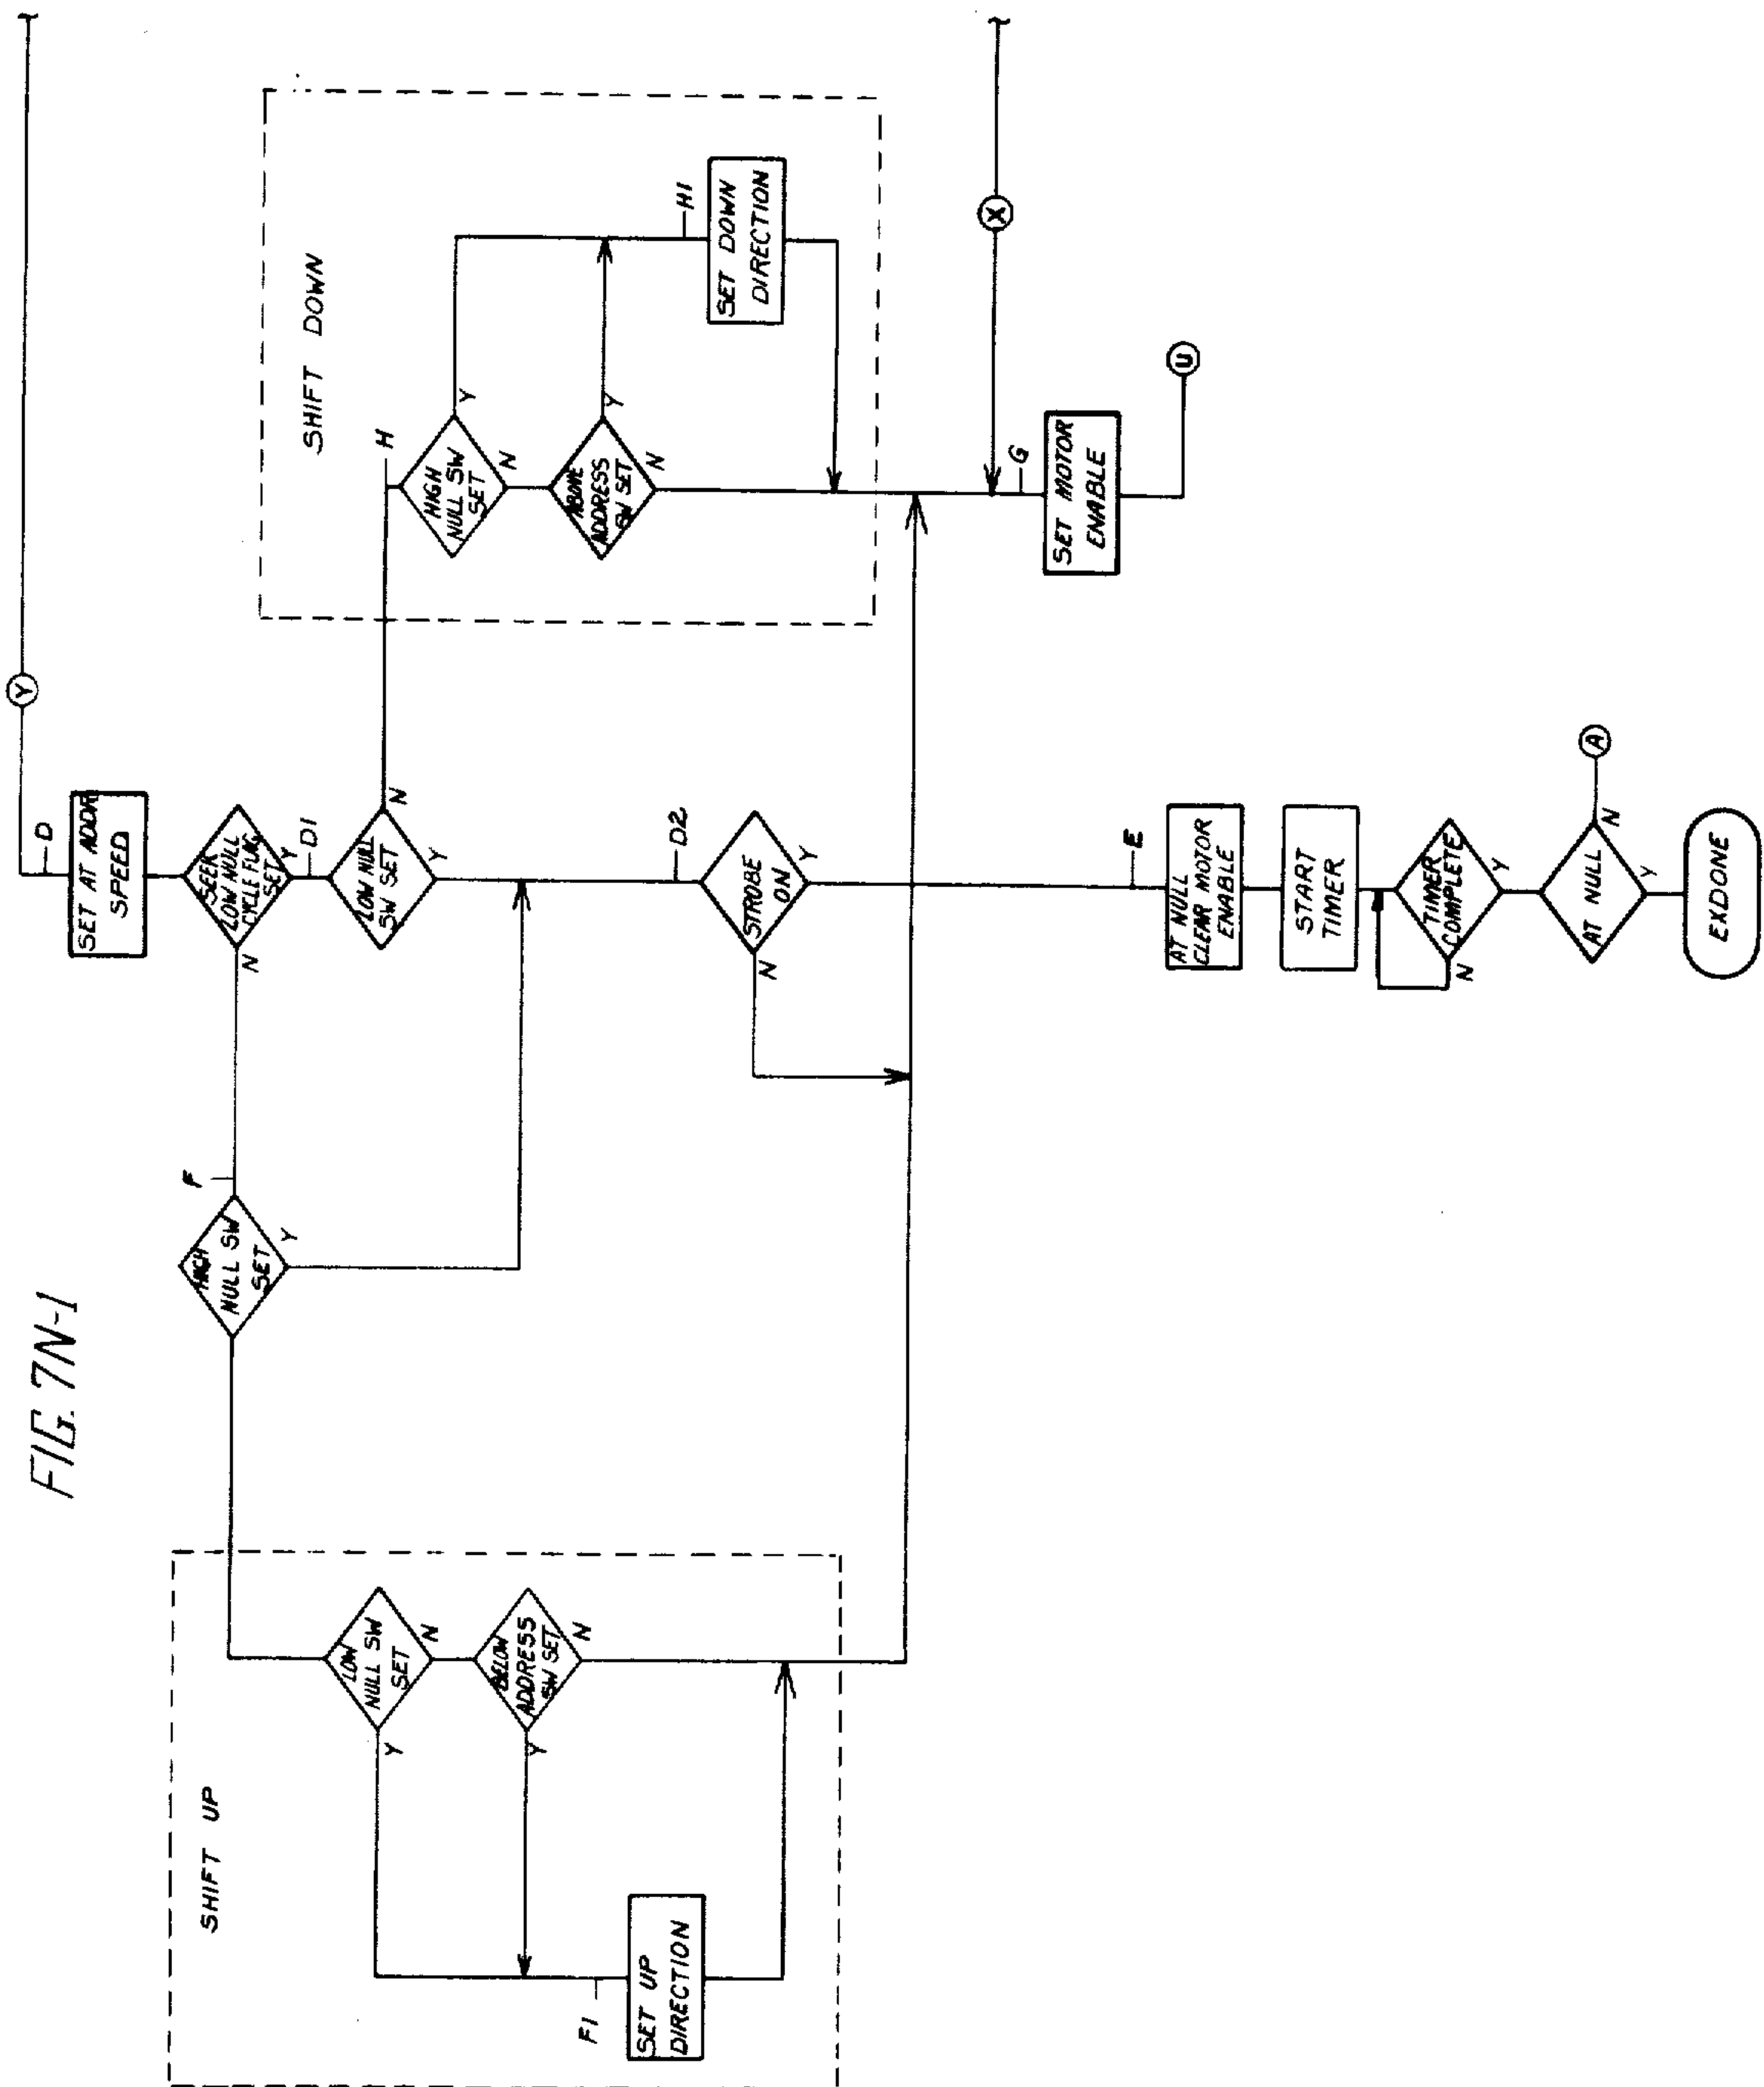 FIG. 7N-1
Y
D
SET AT ADDR
SPEED
SEEK
LOW NULL
CYCLE FUNC
SET
N
Y
D1
F
HIGH
NULL SW
SET
Y
LOW NULL
SW SET
N
Y
SHIFT UP
LOW
NULL SW
SET
Y
N
BELOW
ADDRESS
SW SET
Y
N
F1
SET UP
DIRECTION
SHIFT DOWN
H
HIGH
NULL SW
SET
Y
N
ABOVE
ADDRESS
SW SET
Y
N
H1
SET DOWN
DIRECTION
D2
STROBE
ON
N
Y
X
G
SET MOTOR
ENABLE
U
E
AT NULL
CLEAR MOTOR
ENABLE
START
TIMER
TIMER
COMPLETE
N
Y
AT NULL
N
A
Y
EXDONE